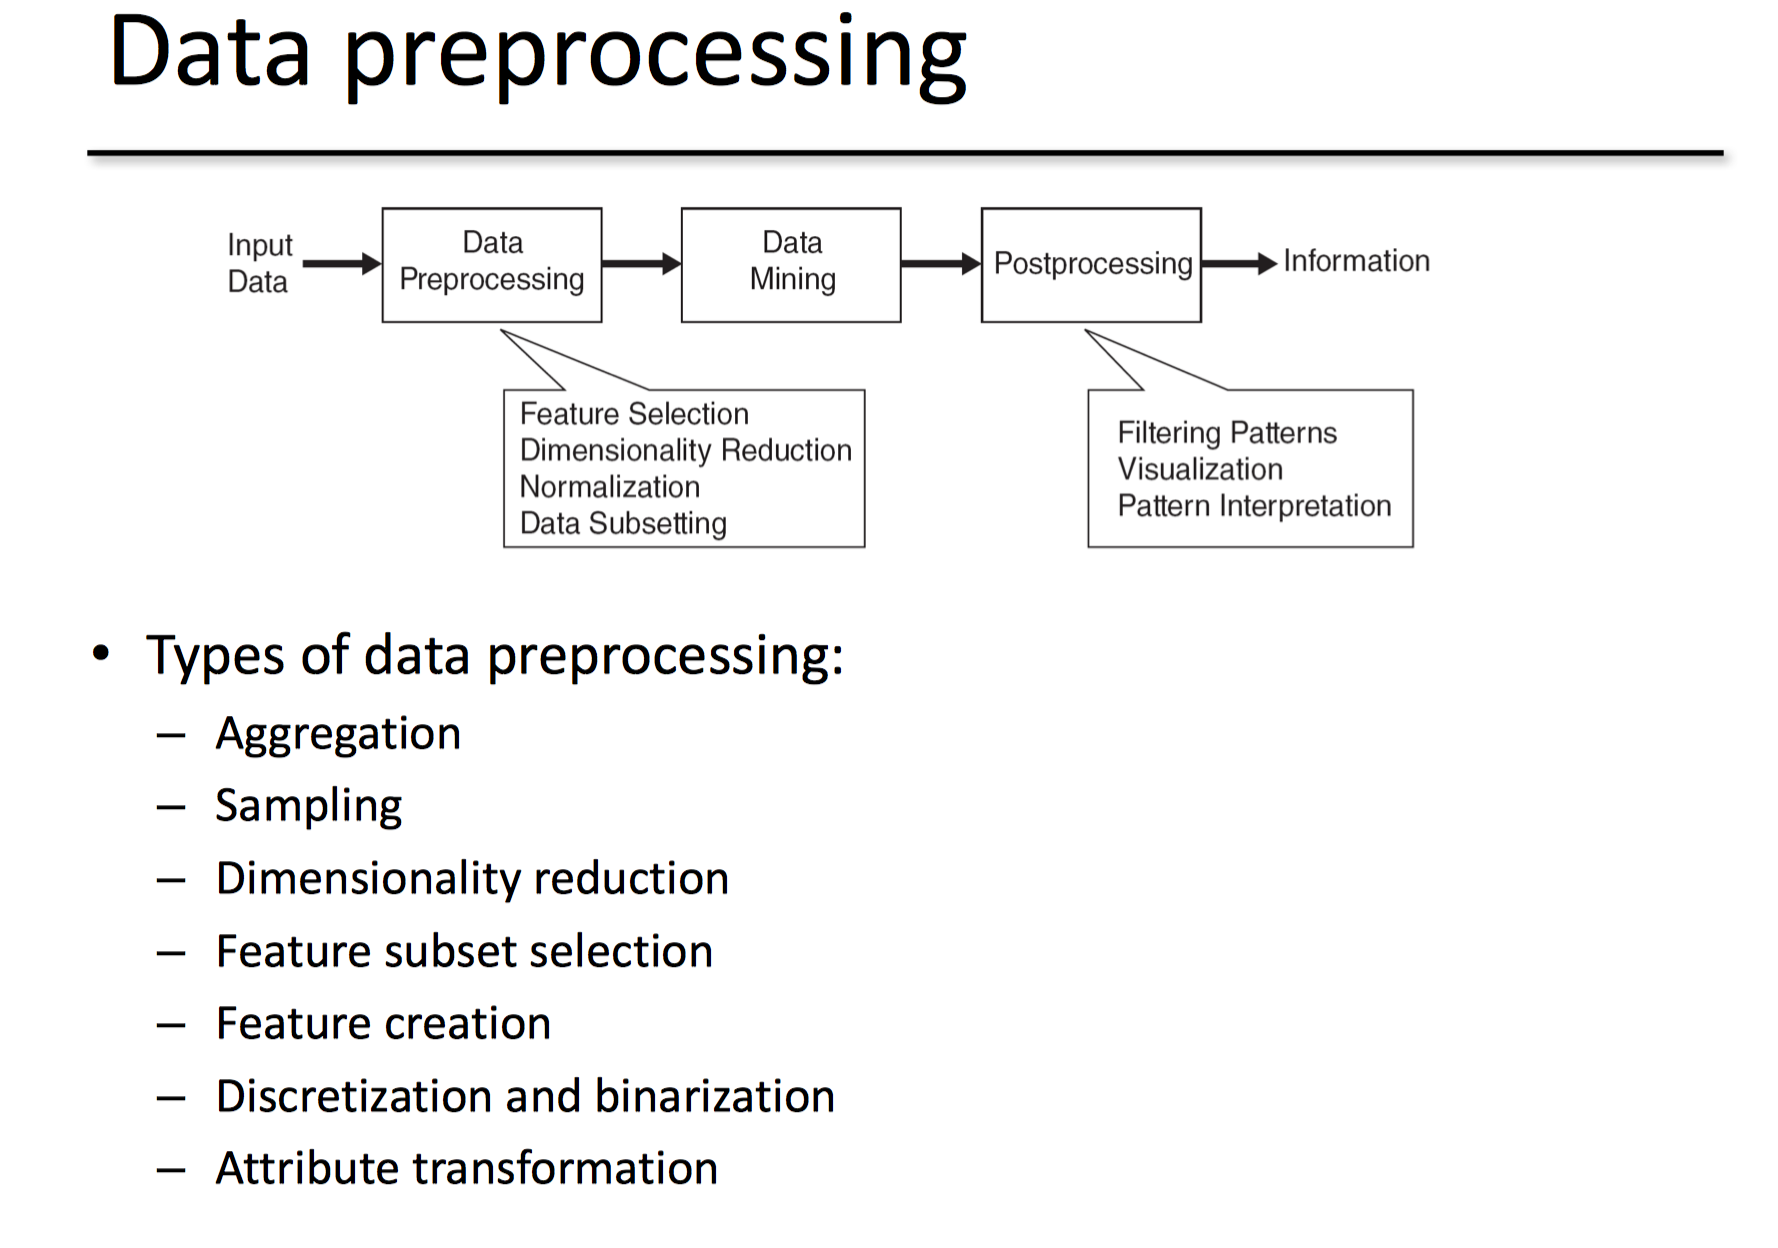 Data preprocessing
Input
Data
Data
Preprocessing
Data
Mining
Postprocessing
Information
Feature Selection
Dimensionality Reduction
Normalization
Data Subsetting
Filtering Patterns
Visualization
Pattern Interpretation
• Types of data preprocessing:
– Aggregation
– Sampling
– Dimensionality reduction
– Feature subset selection
– Feature creation
– Discretization and binarization
– Attribute transformation